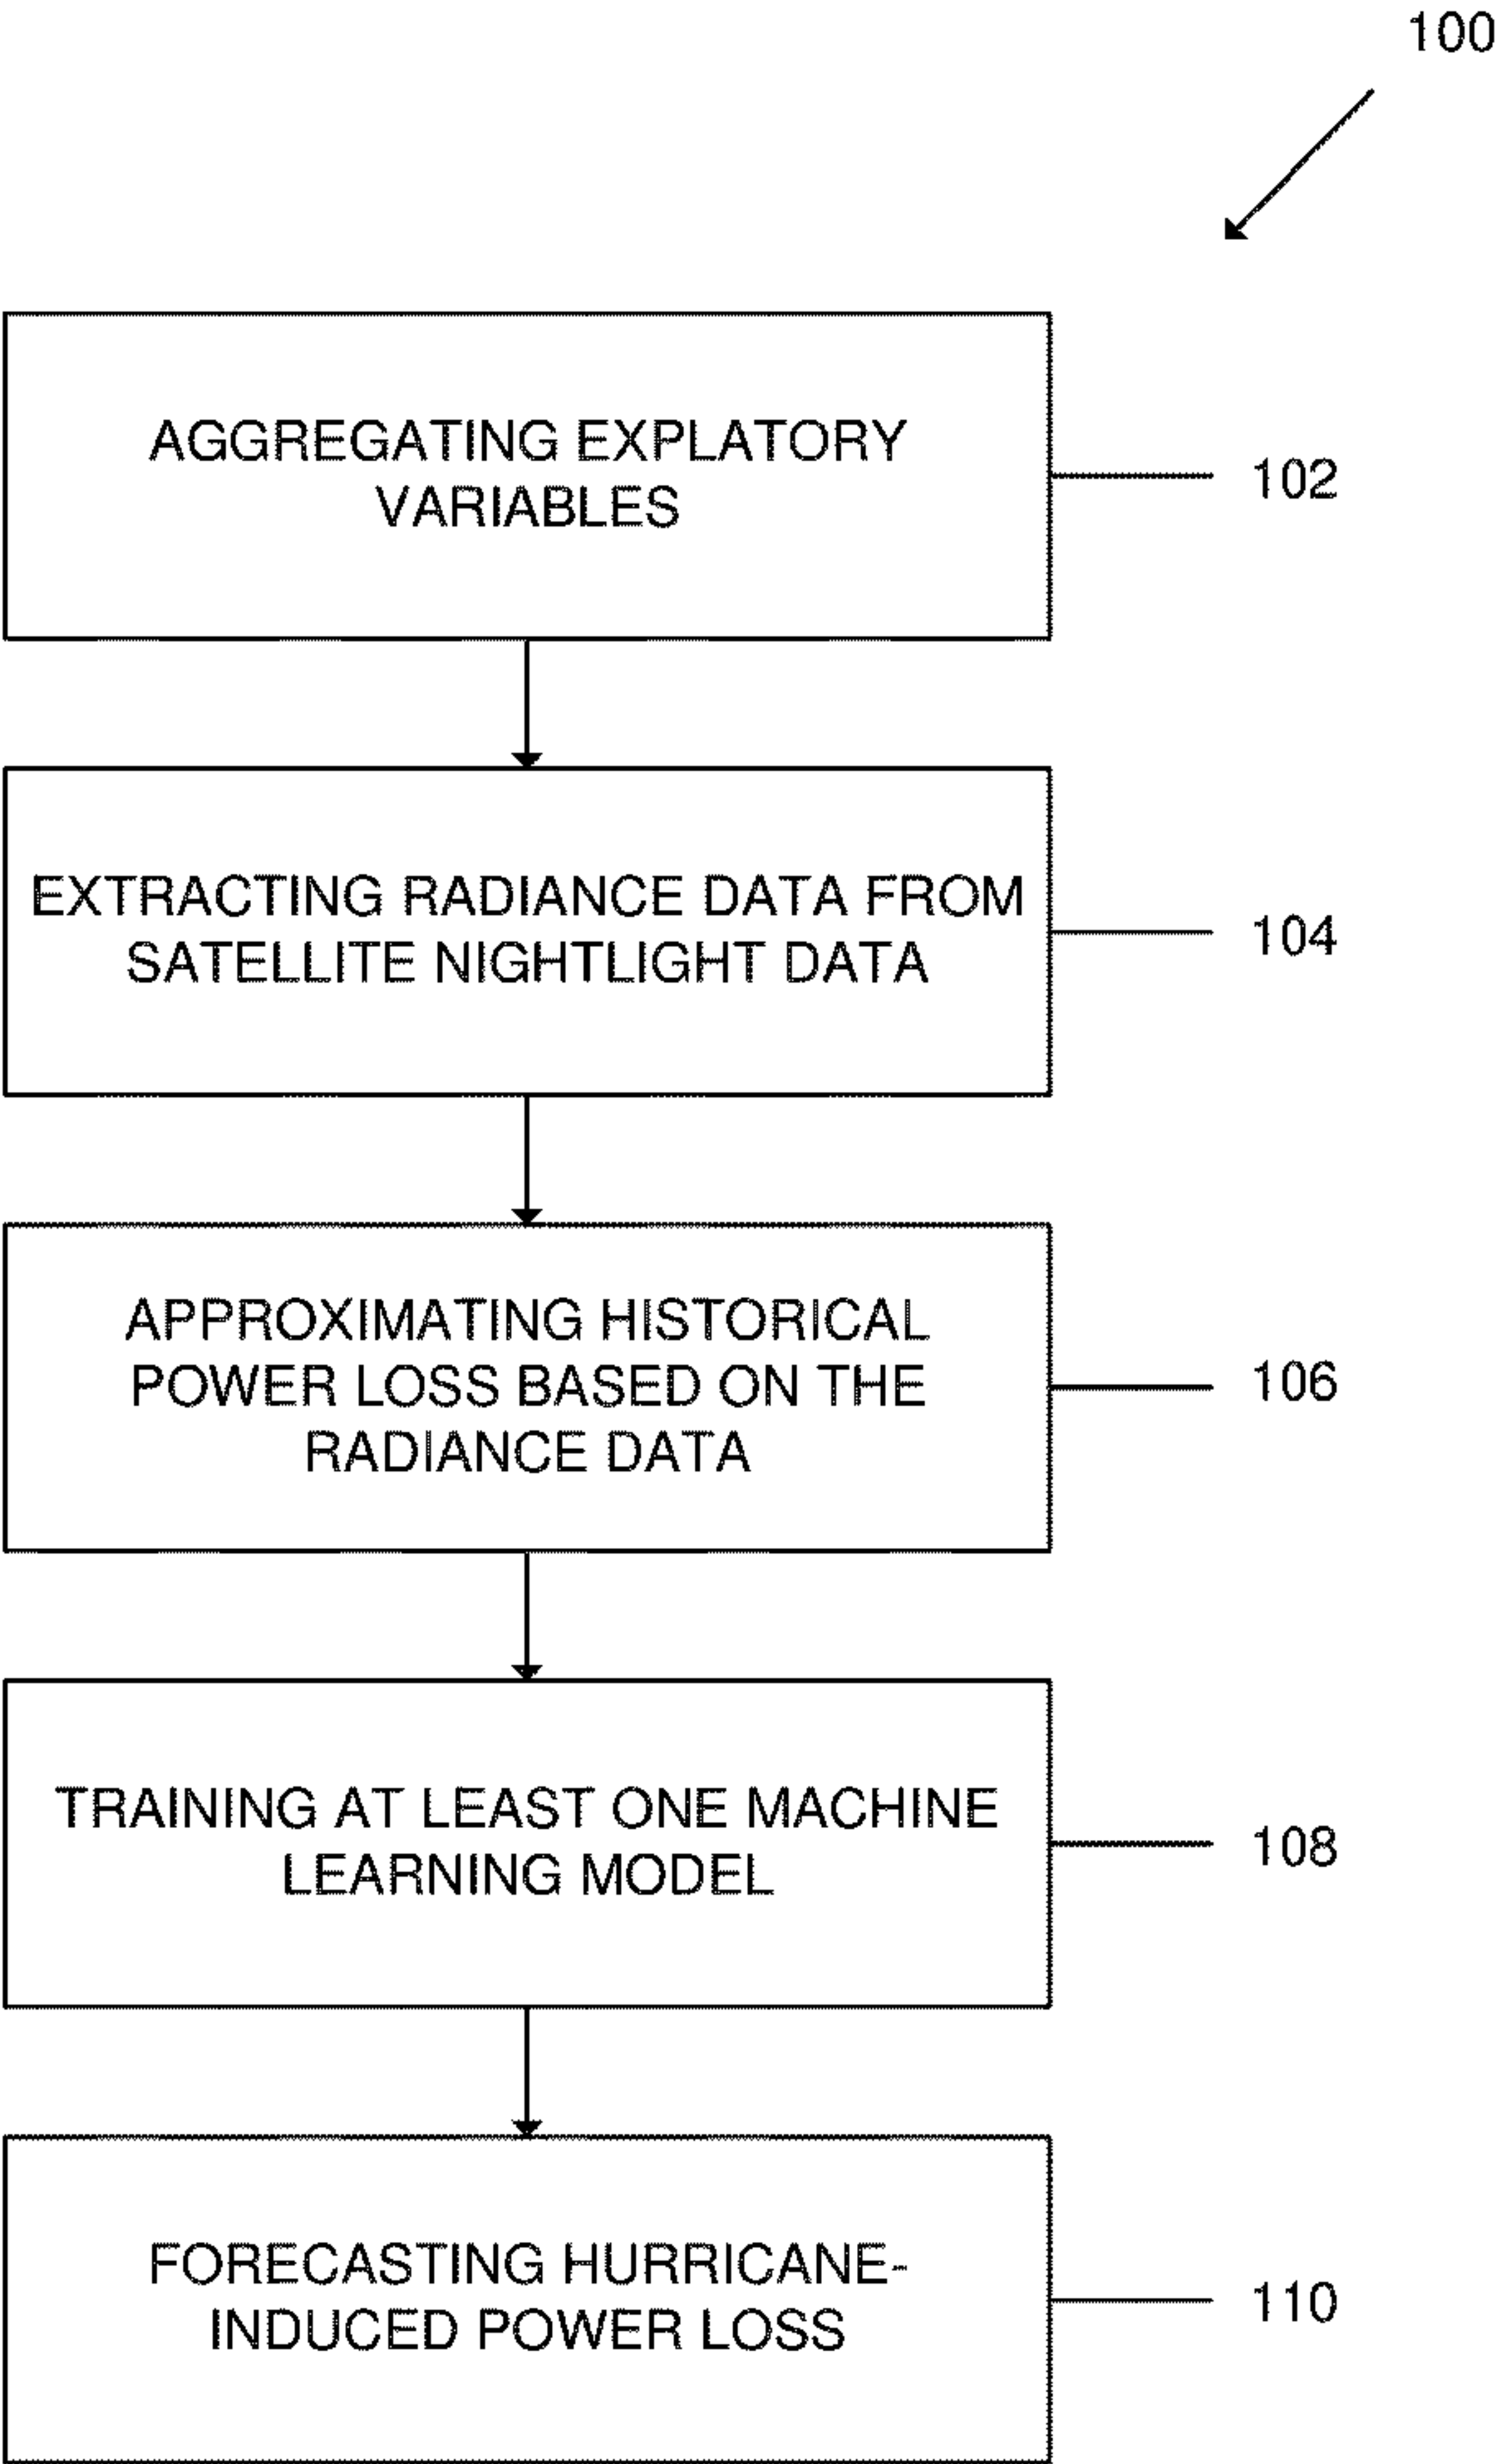 100
AGGREGATING EXPLATORY
VARIABLES
102
EXTRACTING RADIANCE DATA FROM
SATELLITE NIGHTLIGHT DATA
104
APPROXIMATING HISTORICAL
POWER LOSS BASED ON THE
RADIANCE DATA
106
TRAINING AT LEAST ONE MACHINE
LEARNING MODEL
108
FORECASTING HURRICANE-
INDUCED POWER LOSS
110